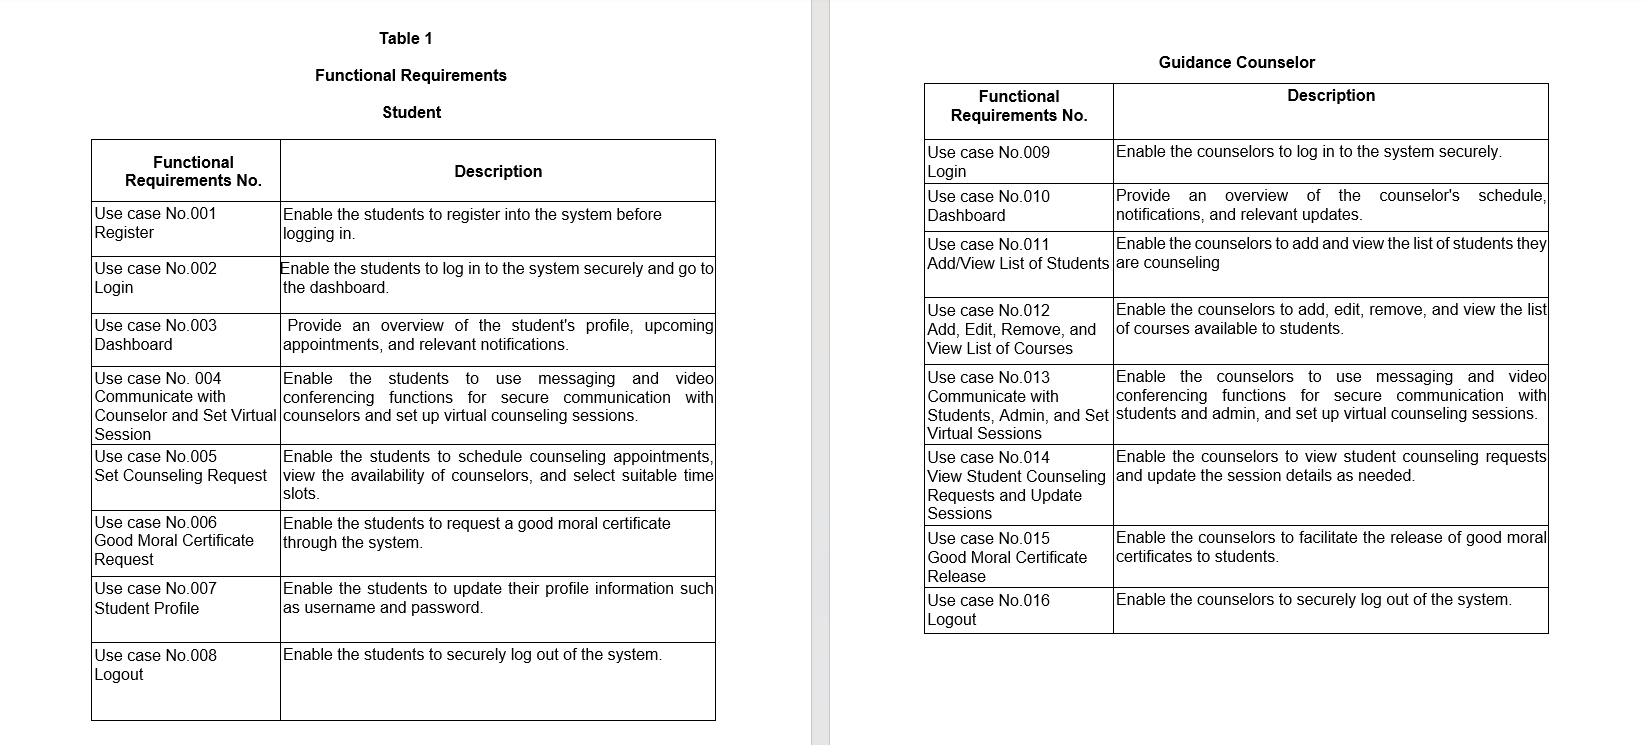 Table 1
Functional Requirements
Student
Functional
Requirements No.
Description
Use case No.001
Register
Enable the students to register into the system before
logging in.
Use case No.002
Login
Enable the students to log in to the system securely and go to
the dashboard.
Use case No.003
Dashboard
Provide an overview of the student's profile, upcoming
appointments, and relevant notifications.
Use case No. 004
Communicate with
Counselor and Set Virtual
Session
Enable the students to use messaging and video
conferencing functions for secure communication with
counselors and set up virtual counseling sessions.
Use case No.005
Set Counseling Request
Enable the students to schedule counseling appointments,
view the availability of counselors, and select suitable time
slots.
Use case No.006
Good Moral Certificate
Request
Enable the students to request a good moral certificate
through the system.
Use case No.007
Student Profile
Enable the students to update their profile information such
as username and password.
Use case No.008
Logout
Enable the students to securely log out of the system.
Guidance Counselor
Functional
Requirements No.
Description
Use case No.009
Login
Enable the counselors to log in to the system securely.
Use case No.010
Dashboard
Provide an overview of the counselor's schedule,
notifications, and relevant updates.
Use case No.011
Add/View List of Students
Enable the counselors to add and view the list of students they
are counseling
Use case No.012
Add, Edit, Remove, and
View List of Courses
Enable the counselors to add, edit, remove, and view the list
of courses available to students.
Use case No.013
Communicate with
Students, Admin, and Set
Virtual Sessions
Enable the counselors to use messaging and video
conferencing functions for secure communication with
students and admin, and set up virtual counseling sessions.
Use case No.014
View Student Counseling
Requests and Update
Sessions
Enable the counselors to view student counseling requests
and update the session details as needed.
Use case No.015
Good Moral Certificate
Release
Enable the counselors to facilitate the release of good moral
certificates to students.
Use case No.016
Logout
Enable the counselors to securely log out of the system.